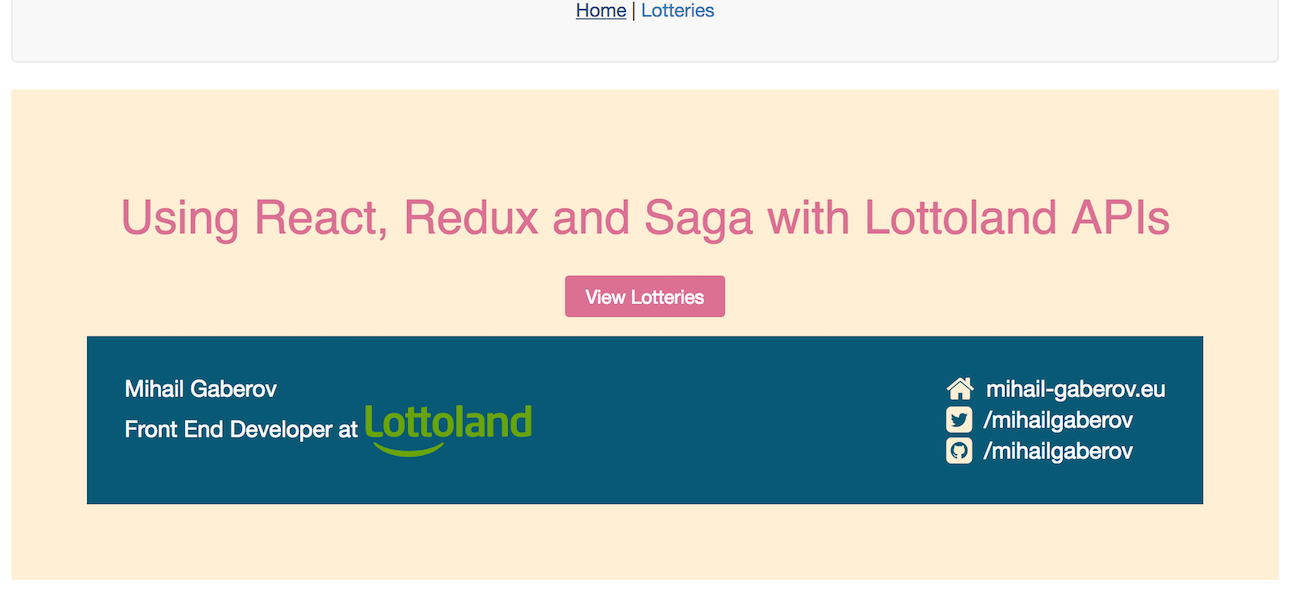 Home | Lotteries
Using React, Redux and Saga with Lottoland APIs
View Lotteries
Mihail Gaberov
Front End Developer at Lottoland
mihail-gaberov.eu
/mihailgaberov
/mihailgaberov